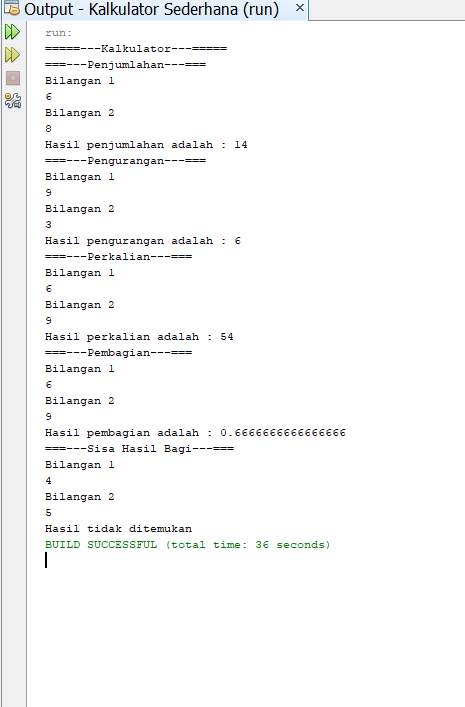 Output - Kalkulator Sederhana (run) ×
run:
=====---Kalkulator---=====
===---Penjumlahan---===
Bilangan 1
6
Bilangan 2
8
Hasil penjumlahan adalah : 14
===---Pengurangan---===
Bilangan 1
9
Bilangan 2
3
Hasil pengurangan adalah : 6
===---Perkalian---===
Bilangan 1
6
Bilangan 2
9
Hasil perkalian adalah : 54
===---Pembagian---===
Bilangan 1
6
Bilangan 2
9
Hasil pembagian adalah : 0.6666666666666666
===---Sisa Hasil Bagi---===
Bilangan 1
4
Bilangan 2
5
Hasil tidak ditemukan
BUILD SUCCESSFUL (total time: 36 seconds)